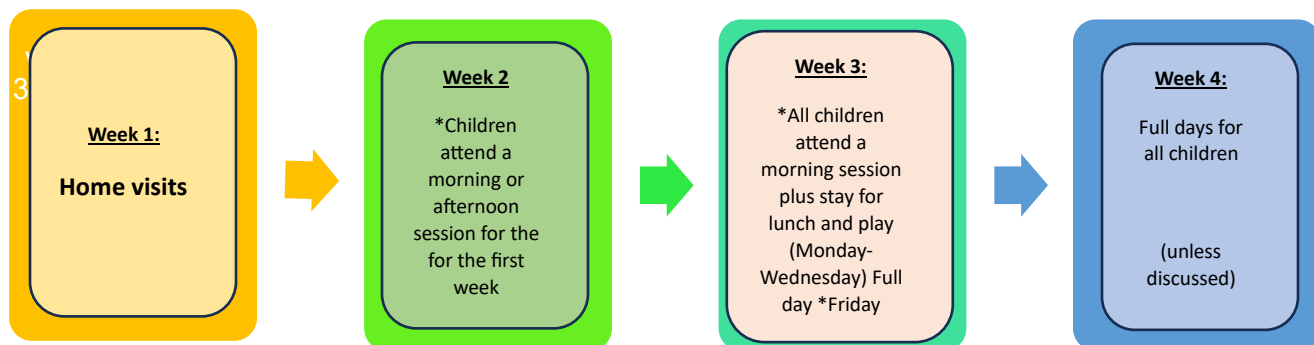 3
Week 1:
Home visits
Week 2
*Children
attend a
morning or
afternoon
session for the
for the first
week
Week 3:
*All children
attend a
morning session
plus stay for
lunch and play
(Monday-
Wednesday) Full
day *Friday
Week 4:
Full days for
all children
(unless
discussed)